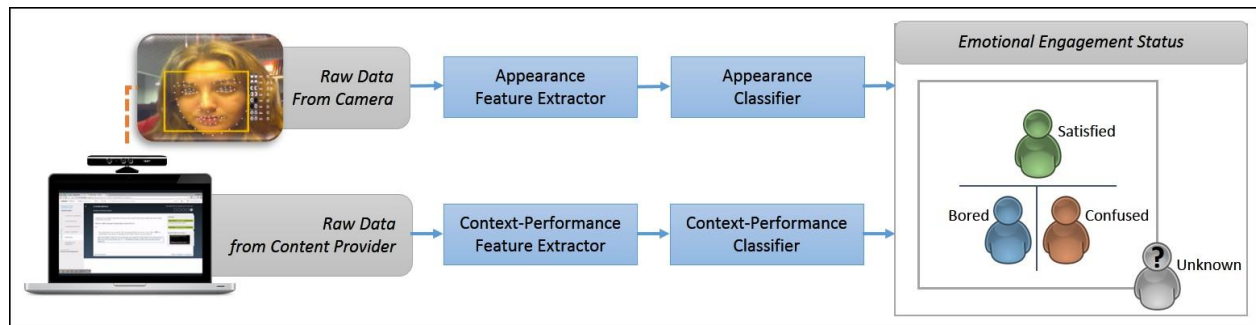 Raw Data
From Camera
Appearance
Feature Extractor
Appearance
Classifier
Emotional Engagement Status
Satisfied
Bored
Confused
Unknown
?
Raw Data
from Content Provider
Context-Performance
Feature Extractor
Context-Performance
Classifier